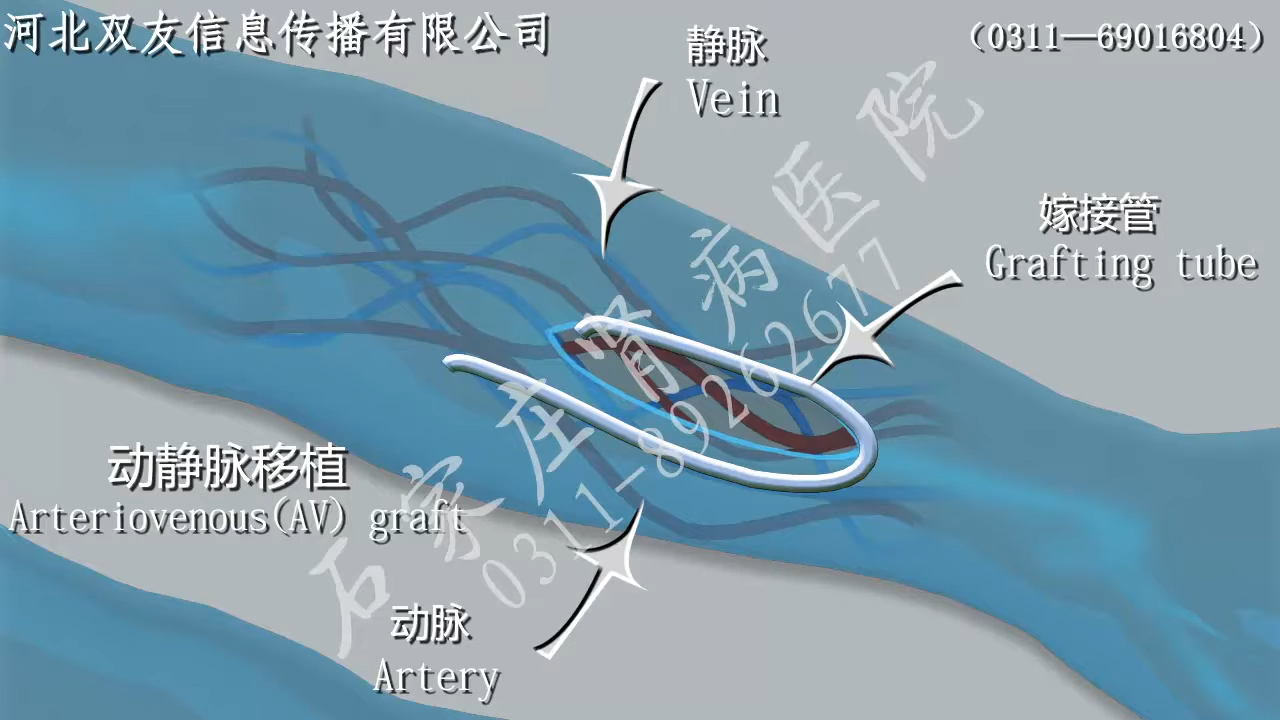 河北双友信息传播有限公司
（0311—69016804）
静脉
Vein
嫁接管
Grafting tube
动静脉移植
Arteriovenous(AV) graft
动脉
Artery
石家庄肾病医院
0311-89262677